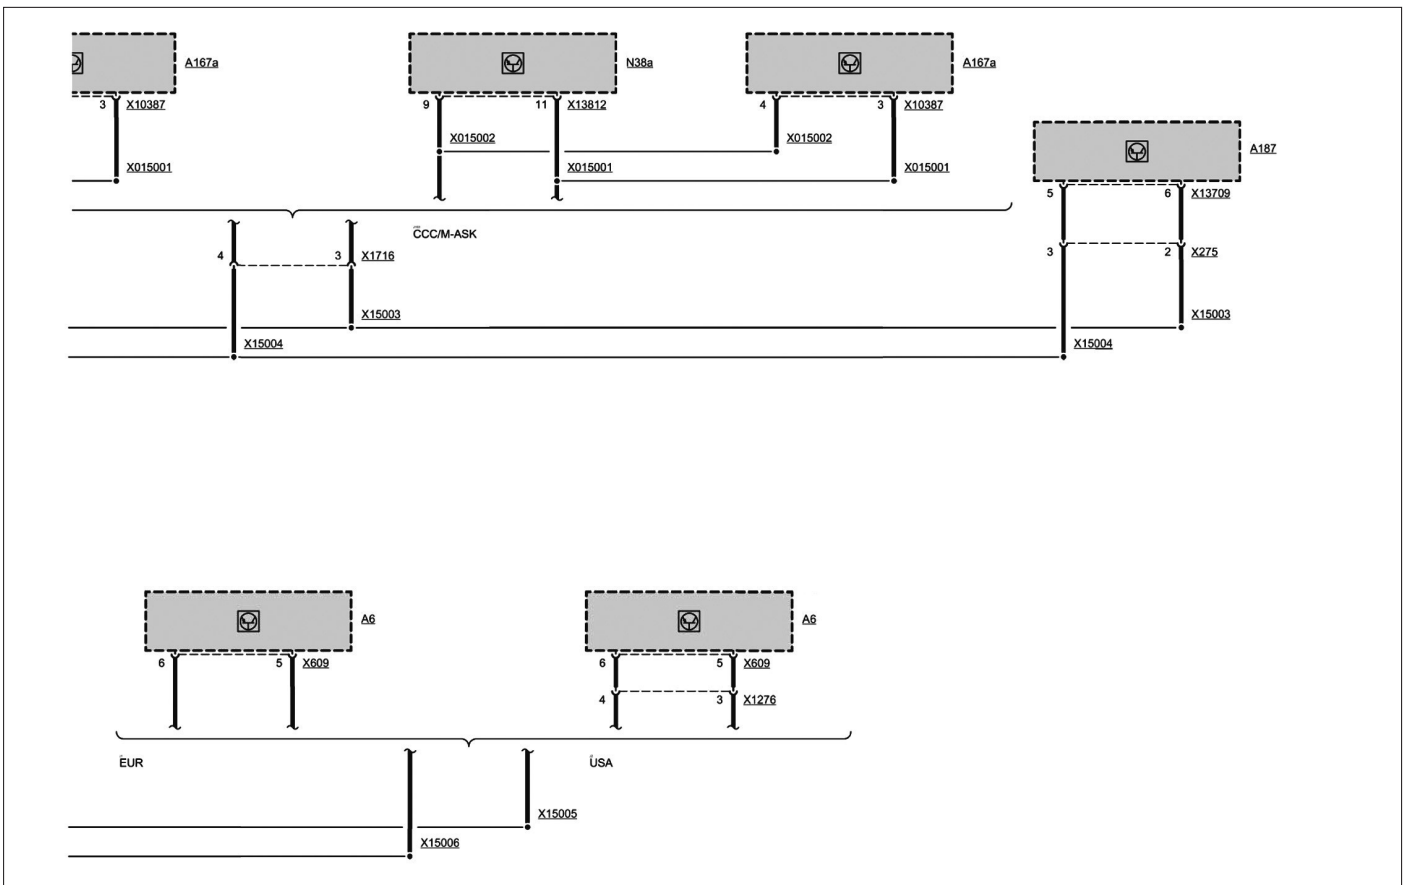 A167a
N38a
A167a
3 X10387
9 11 X13812
4 3 X10387
X015002
X015002
A187
X015001
X015001
X015001
5 6 X13709
CCC/M-ASK
4 3 X1716
3 2 X275
X15003
X15003
X15004
X15004
A6
A6
6 5 X609
6 5 X609
4 3 X1276
EUR
USA
X15005
X15006